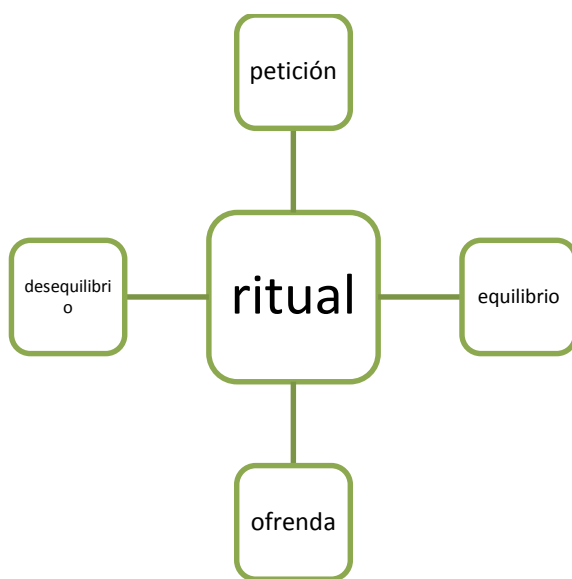 petición
desequilibri
o
ritual
equilibrio
ofrenda